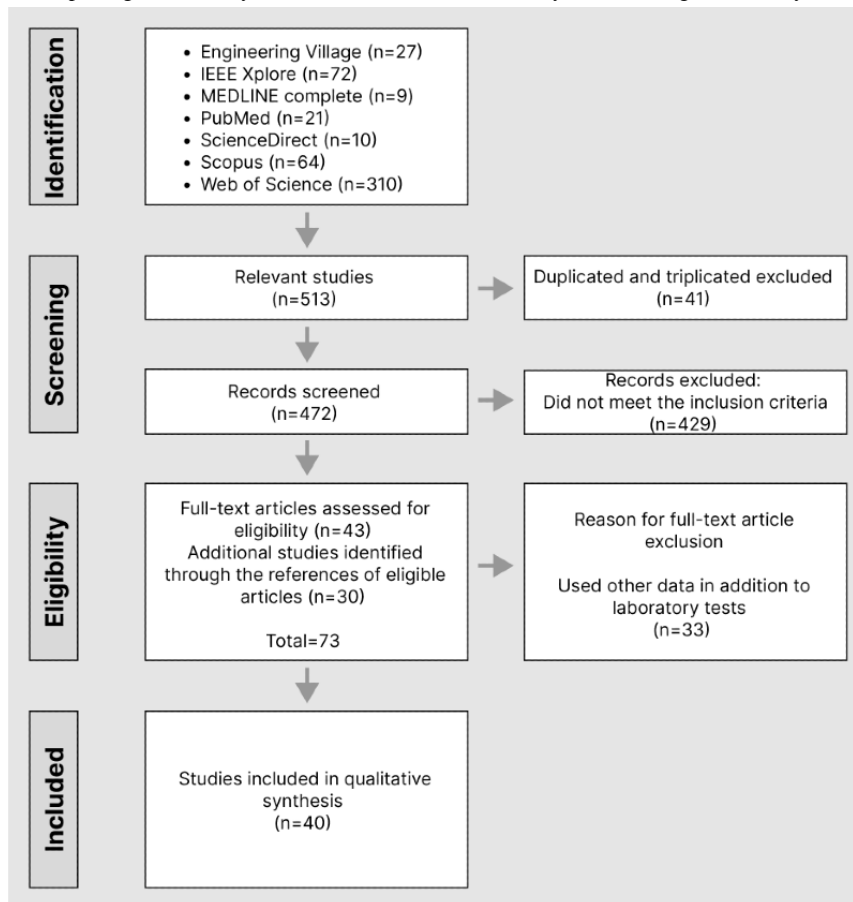 Identification
• Engineering Village (n=27)
• IEEE Xplore (n=72)
• MEDLINE complete (n=9)
• PubMed (n=21)
• ScienceDirect (n=10)
• Scopus (n=64)
• Web of Science (n=310)
Screening
Relevant studies
(n=513)
Duplicated and triplicated excluded
(n=41)
Records screened
(n=472)
Records excluded:
Did not meet the inclusion criteria
(n=429)
Eligibility
Full-text articles assessed for
eligibility (n=43)
Additional studies identified
through the references of eligible
articles (n=30)
Total=73
Reason for full-text article
exclusion
Used other data in addition to
laboratory tests
(n=33)
Included
Studies included in qualitative
synthesis
(n=40)